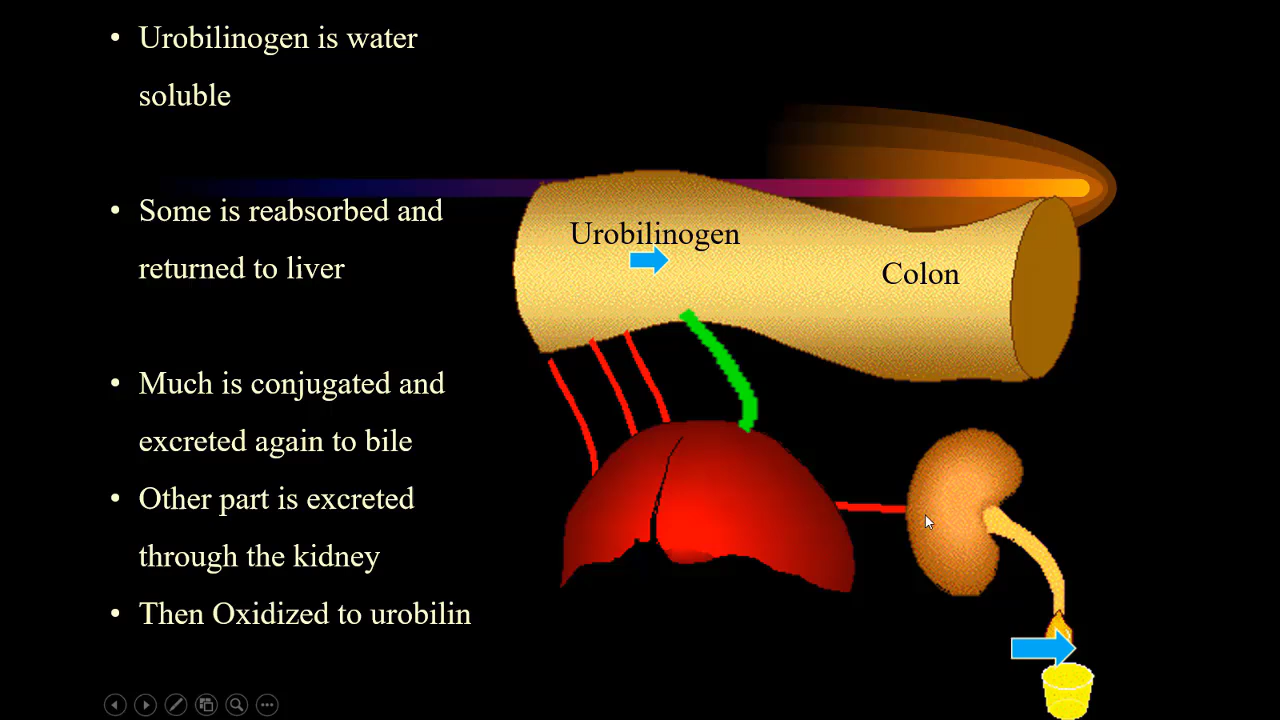 • Urobilinogen is water
soluble
• Some is reabsorbed and
returned to liver
• Much is conjugated and
excreted again to bile
• Other part is excreted
through the kidney
• Then Oxidized to urobilin
Urobilinogen
Colon